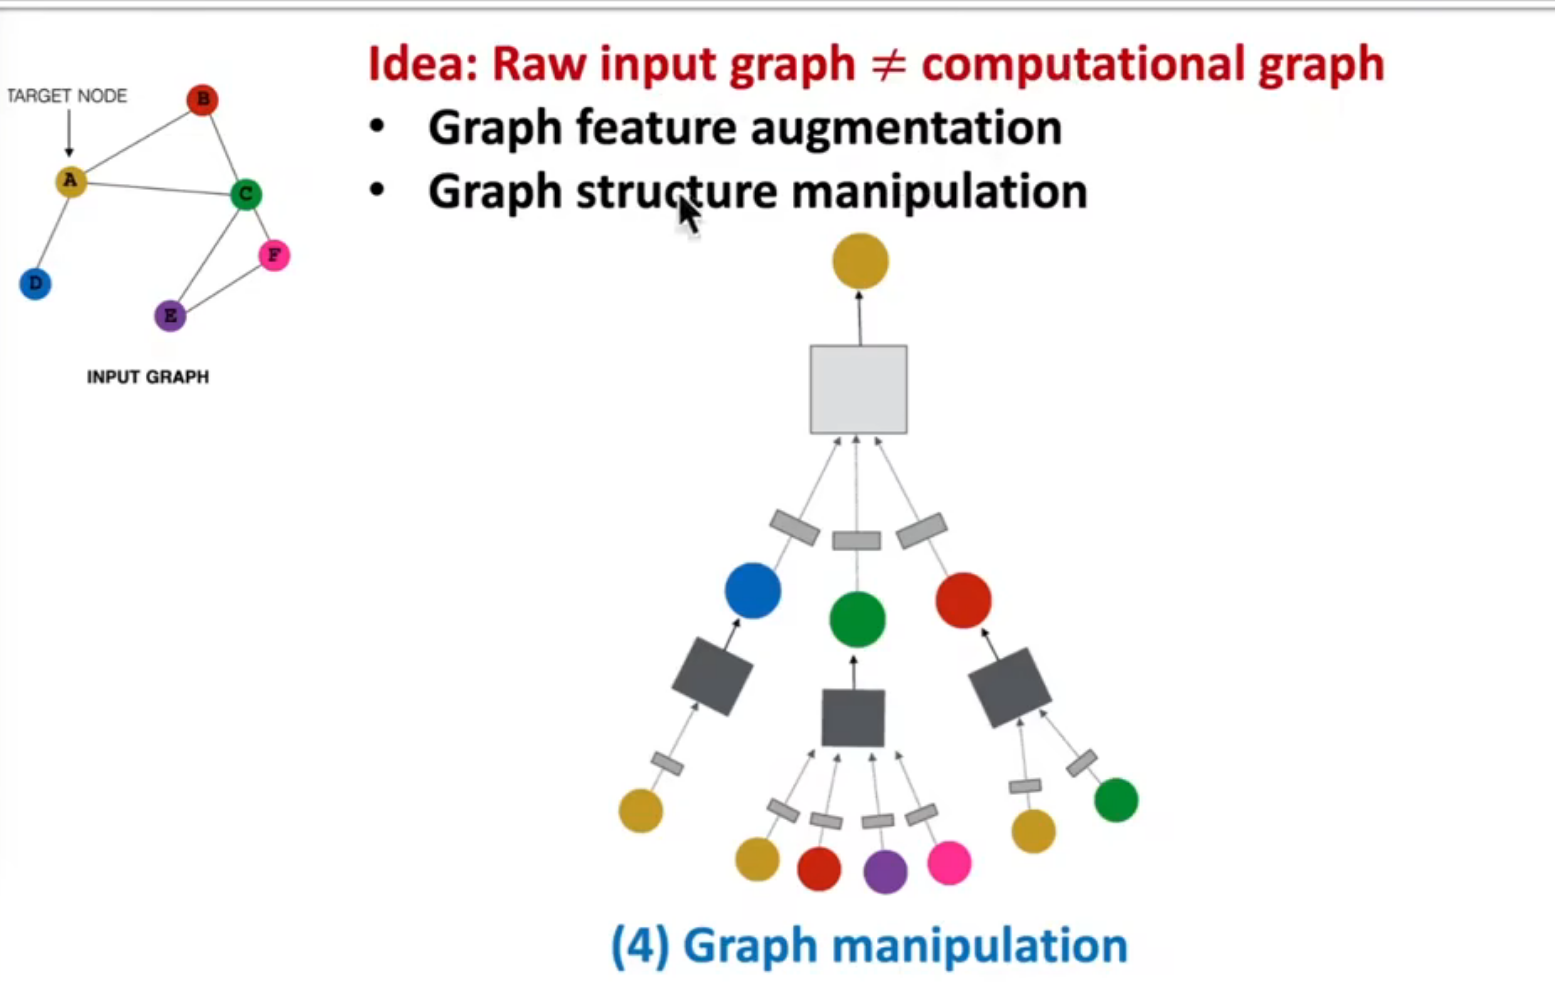 Idea: Raw input graph ≠ computational graph
• Graph feature augmentation
• Graph structure manipulation
TARGET NODE
B
A
C
F
D
E
INPUT GRAPH
(4) Graph manipulation